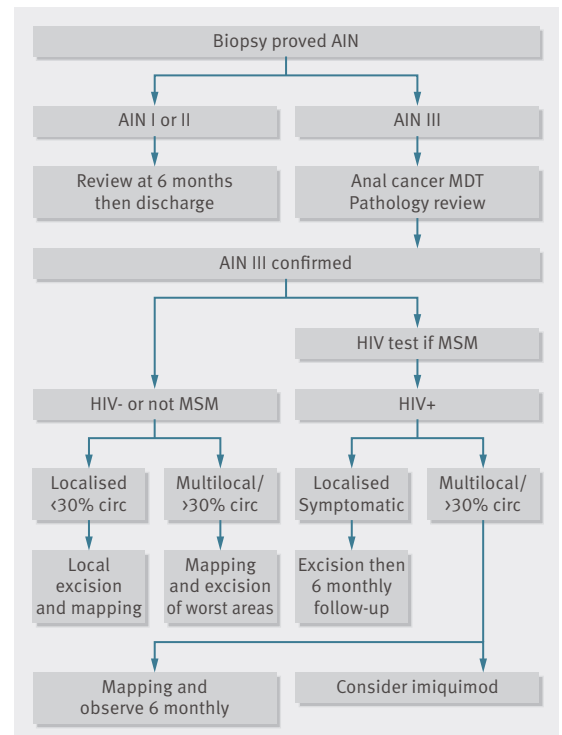 Biopsy proved AIN
AIN I or II
AIN III
Review at 6 months
then discharge
Anal cancer MDT
Pathology review
AIN III confirmed
HIV test if MSM
HIV- or not MSM
HIV+
Localised
<30% circ
Multilocal/
>30% circ
Localised
Symptomatic
Multilocal/
>30% circ
Local
excision
and mapping
Mapping
and excision
of worst areas
Excision then
6 monthly
follow-up
Mapping and
observe 6 monthly
Consider imiquimod